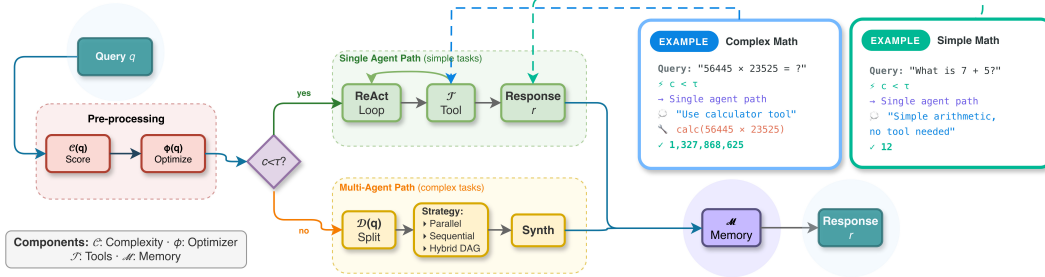 Query q
Pre-processing
𝒞(q)
Score
ϕ(q)
Optimize
c<τ?
yes
no
Single Agent Path (simple tasks)
ReAct
Loop
𝒯
Tool
Response
r
Multi-Agent Path (complex tasks)
𝒟(q)
Split
Strategy:
‣ Parallel
‣ Sequential
‣ Hybrid DAG
Synth
EXAMPLE Complex Math
Query: "56445 × 23525 = ?"
⚡ c < τ
→ Single agent path
💭 "Use calculator tool"
🔧 calc(56445 × 23525)
✓ 1,327,868,625
EXAMPLE Simple Math
Query: "What is 7 + 5?"
⚡ c < τ
→ Single agent path
💭 "Simple arithmetic,
no tool needed"
✓ 12
ℳ
Memory
Response
r
Components: 𝒞: Complexity · ϕ: Optimizer
𝒯: Tools · ℳ: Memory